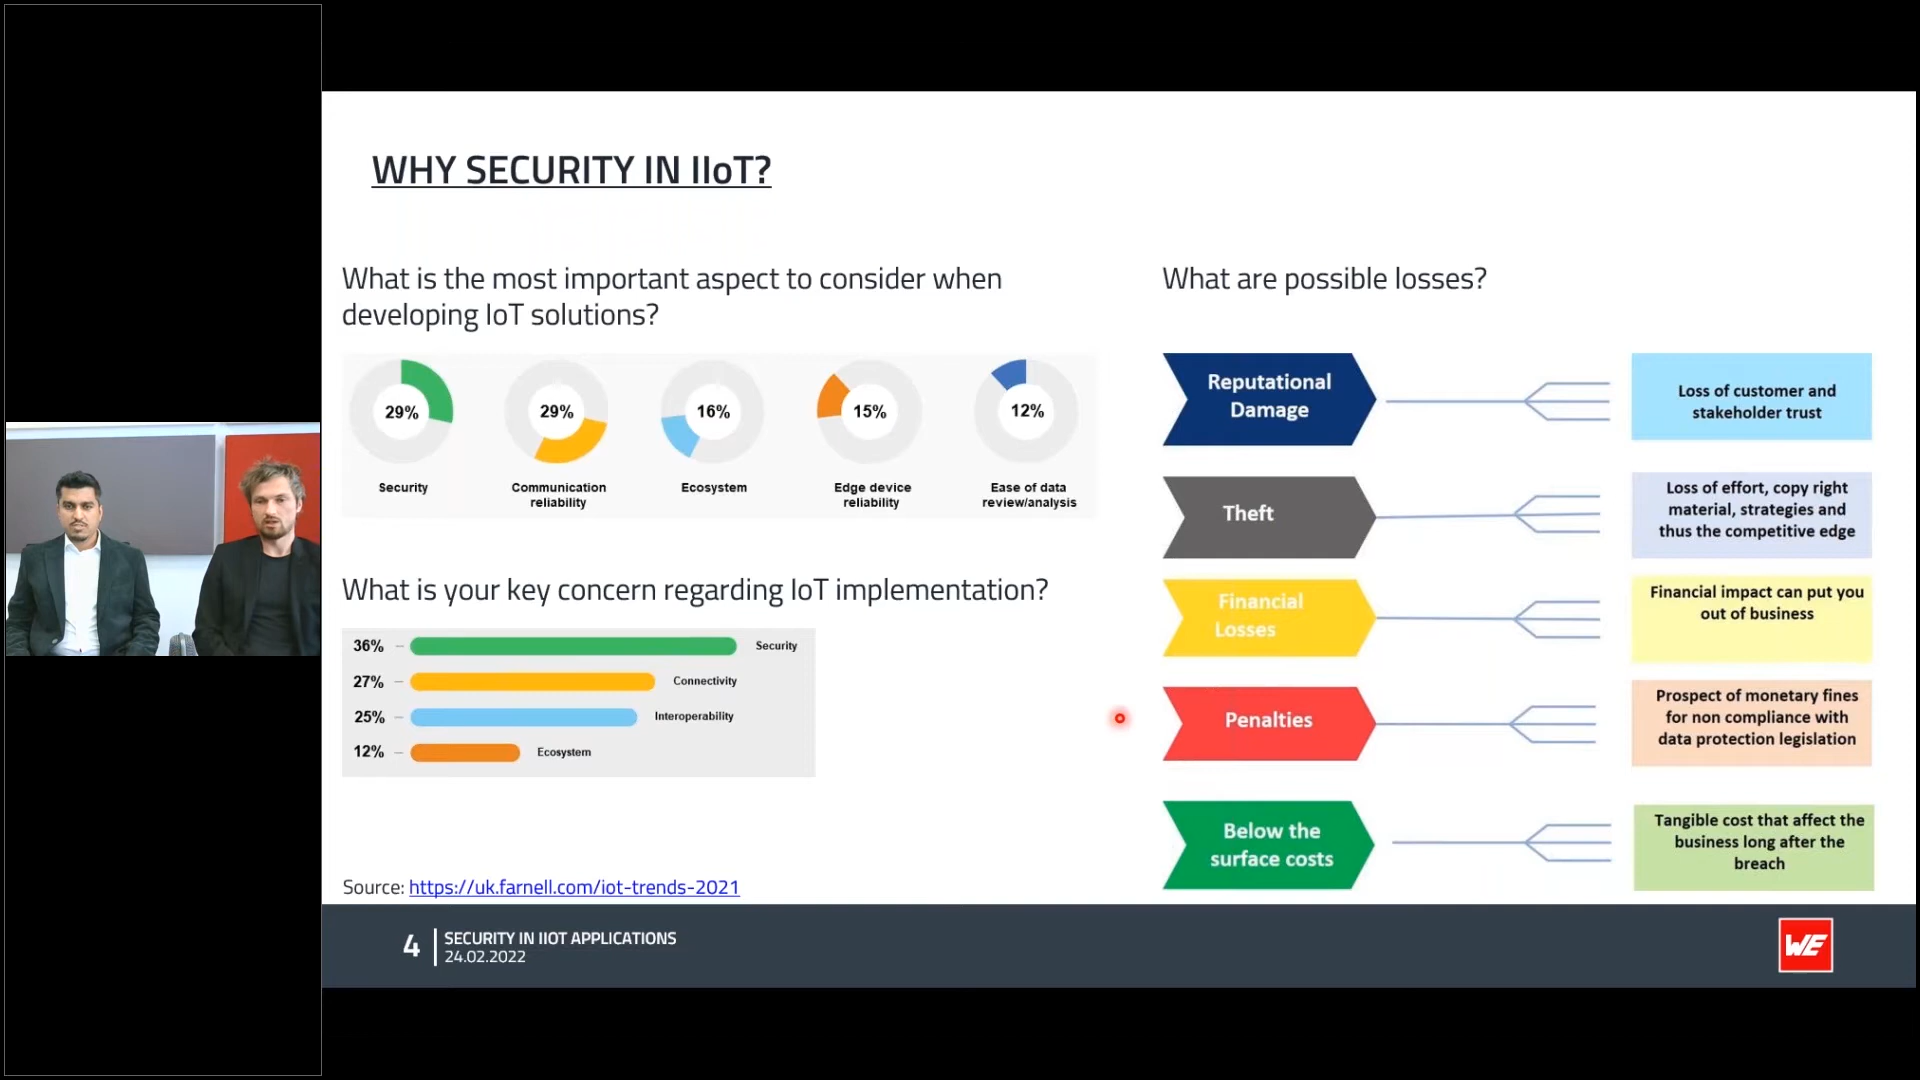 WHY SECURITY IN IIoT?
What is the most important aspect to consider when
developing IoT solutions?
29%
29%
16%
15%
12%
Security
Communication
reliability
Ecosystem
Edge device
reliability
Ease of data
review/analysis
What is your key concern regarding IoT implementation?
36%
Security
27%
Connectivity
25%
Interoperability
12%
Ecosystem
Source: https://uk.farnell.com/iot-trends-2021
What are possible losses?
Reputational
Damage
Loss of customer and
stakeholder trust
Theft
Loss of effort, copy right
material, strategies and
thus the competitive edge
Financial
Losses
Financial impact can put you
out of business
Penalties
Prospect of monetary fines
for non compliance with
data protection legislation
Below the
surface costs
Tangible cost that affect the
business long after the
breach
4
SECURITY IN IIOT APPLICATIONS
24.02.2022
WE